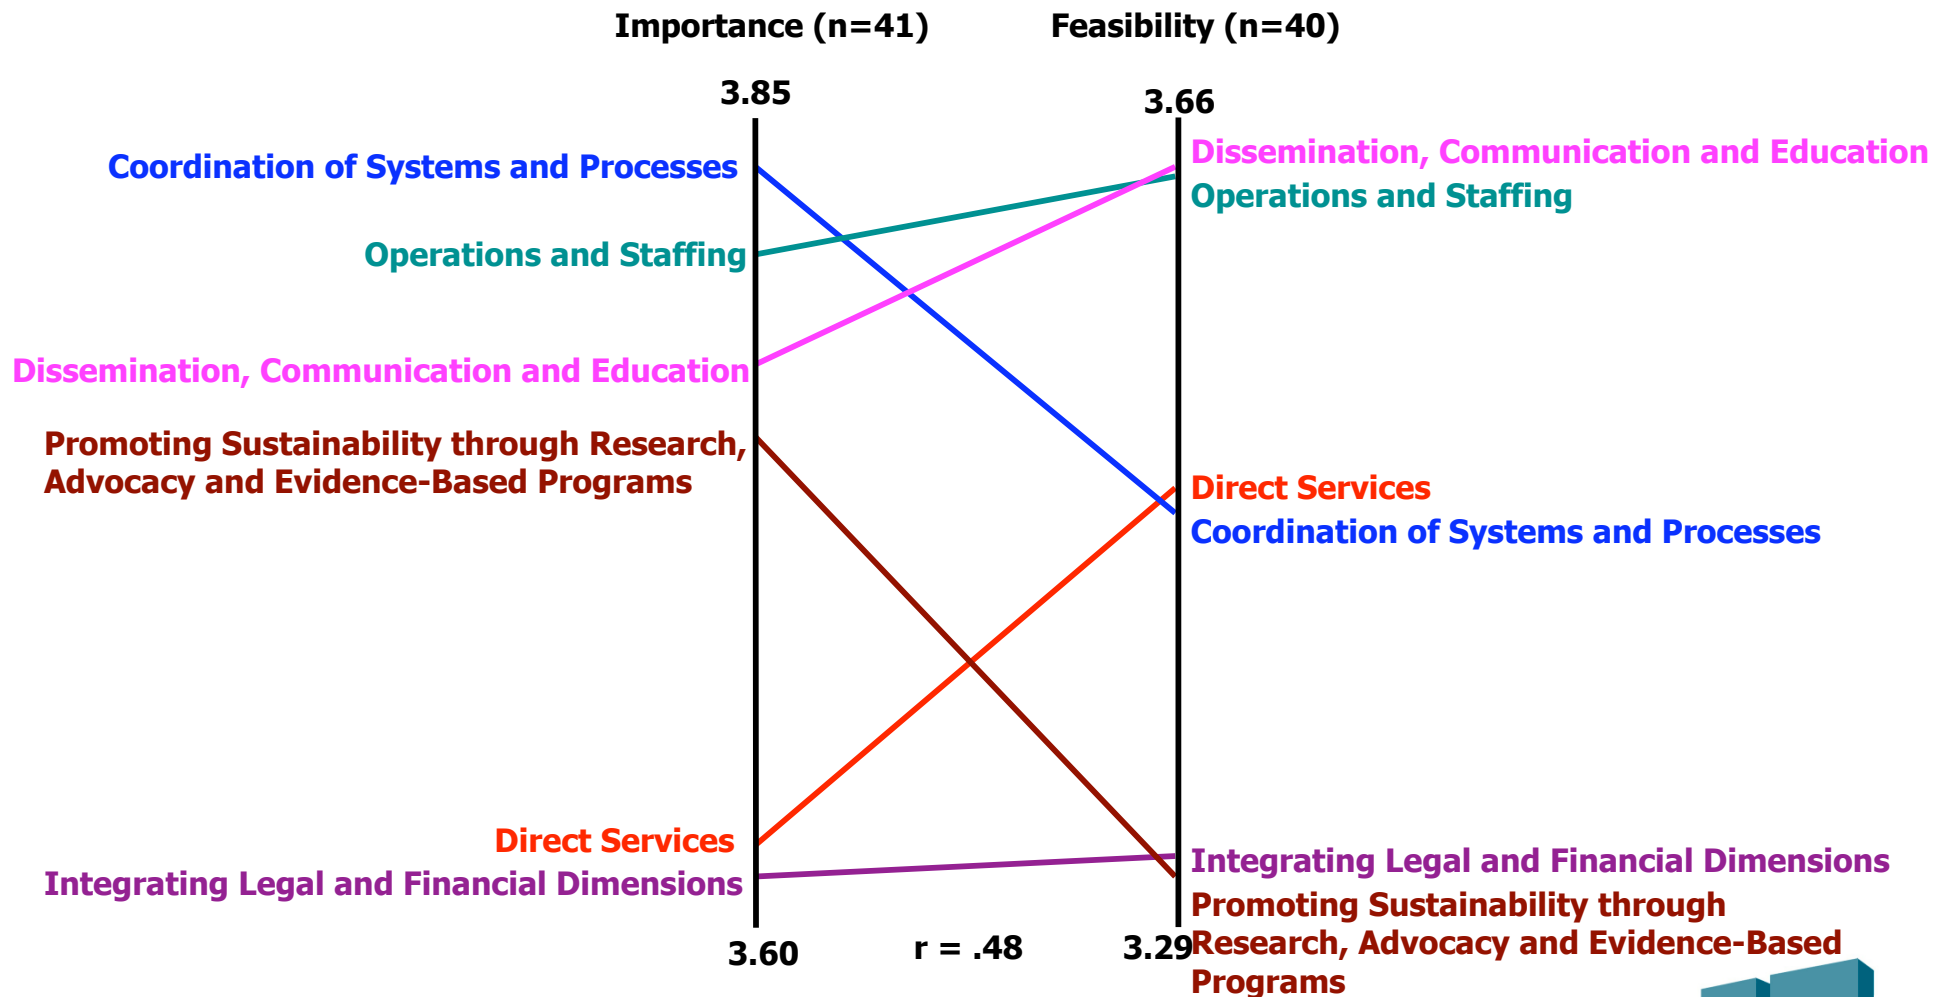 Importance (n=41)
Feasibility (n=40)
3.85
3.66
Coordination of Systems and Processes
Operations and Staffing
Dissemination, Communication and Education
Promoting Sustainability through Research,
Advocacy and Evidence-Based Programs
Direct Services
Integrating Legal and Financial Dimensions
Dissemination, Communication and Education
Operations and Staffing
Direct Services
Coordination of Systems and Processes
Integrating Legal and Financial Dimensions
Promoting Sustainability through
Research, Advocacy and Evidence-Based
Programs
3.60
r = .48
3.29